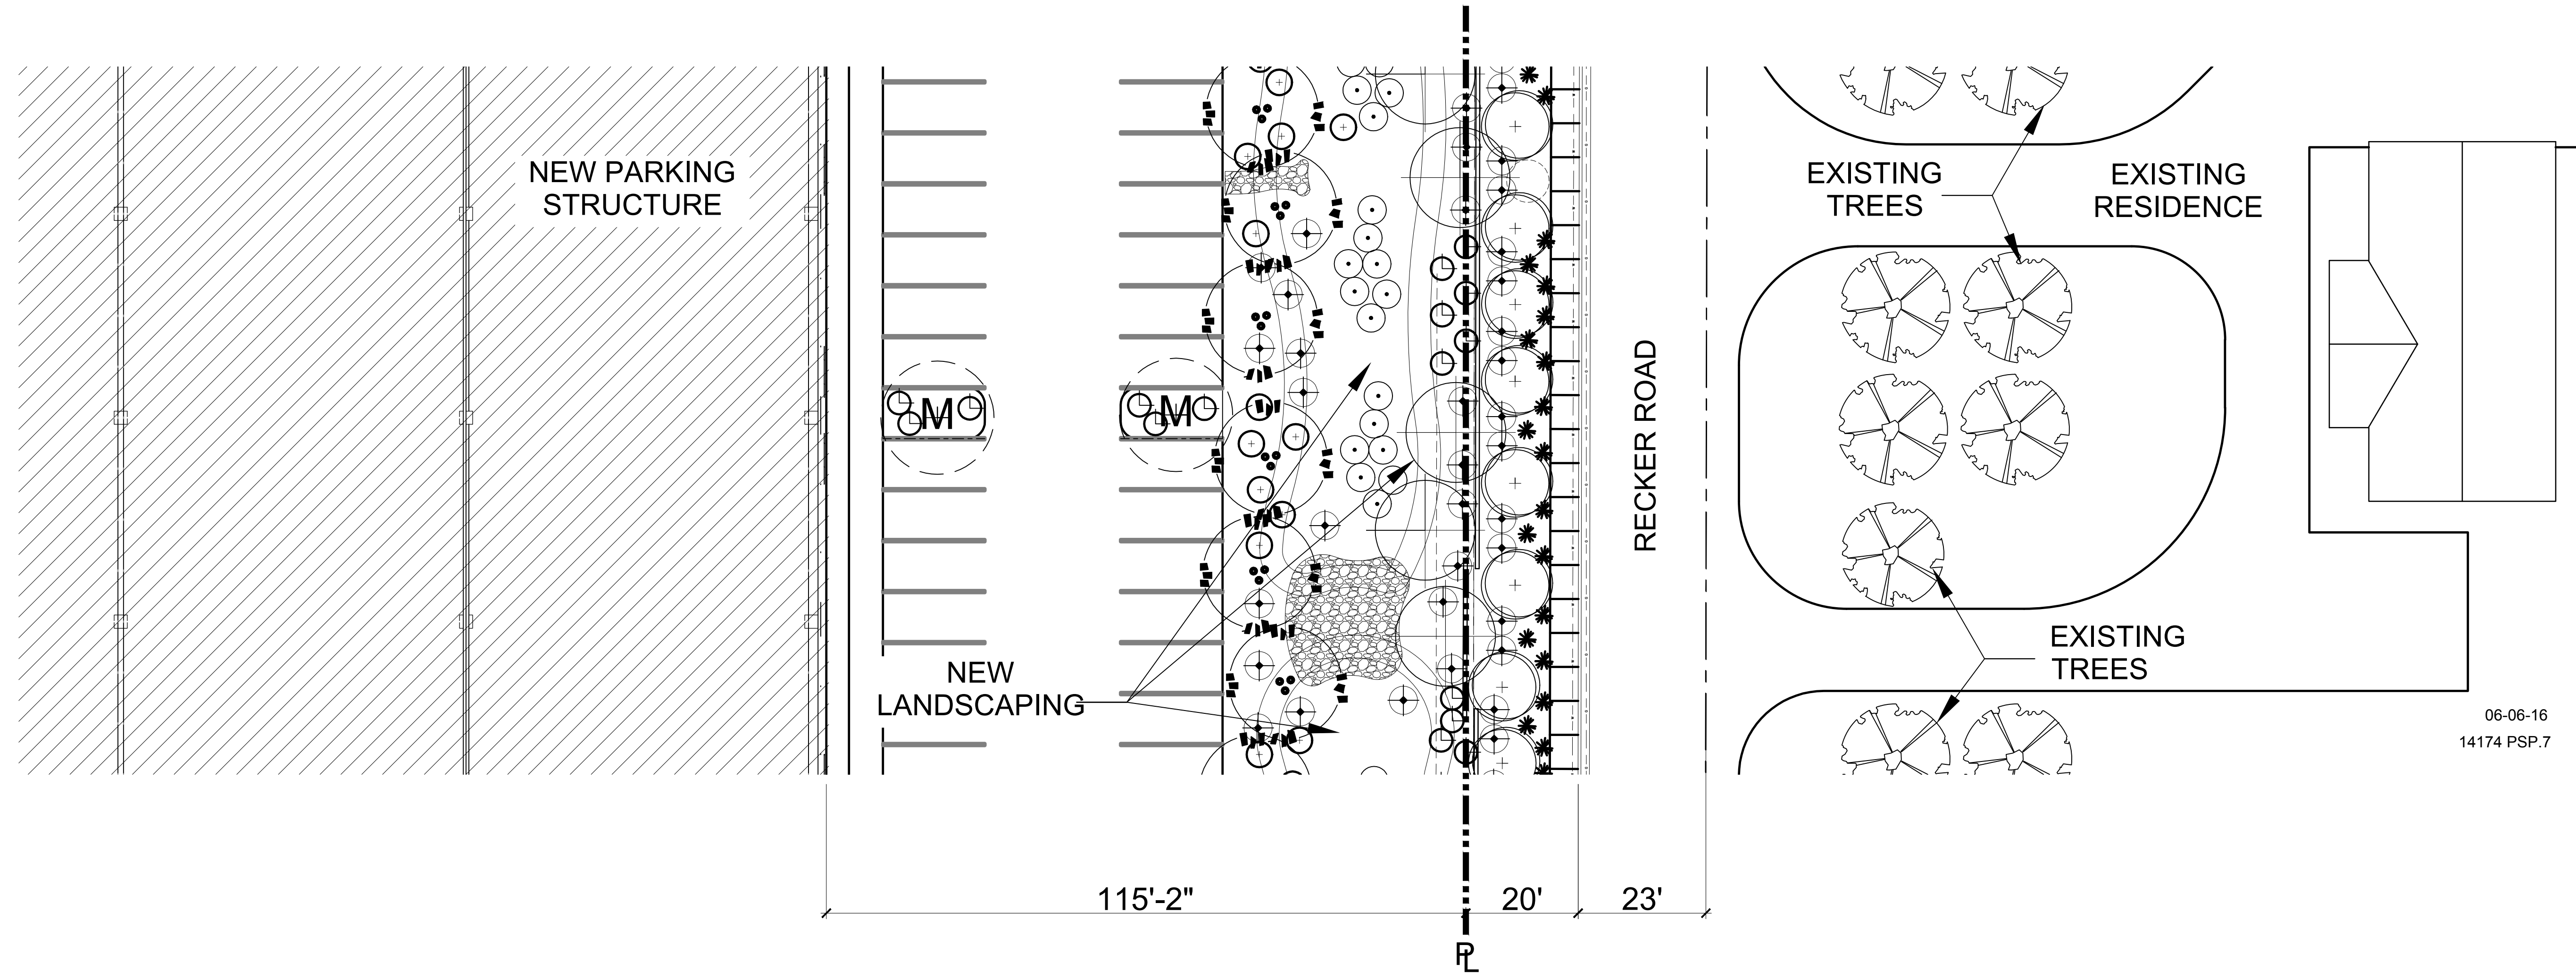 NEW PARKING
STRUCTURE
EXISTING
TREES
EXISTING
RESIDENCE
RECKER ROAD
M
M
NEW
LANDSCAPING
EXISTING
TREES
06-06-16
14174 PSP.7
115'-2"
20'
23'
PL